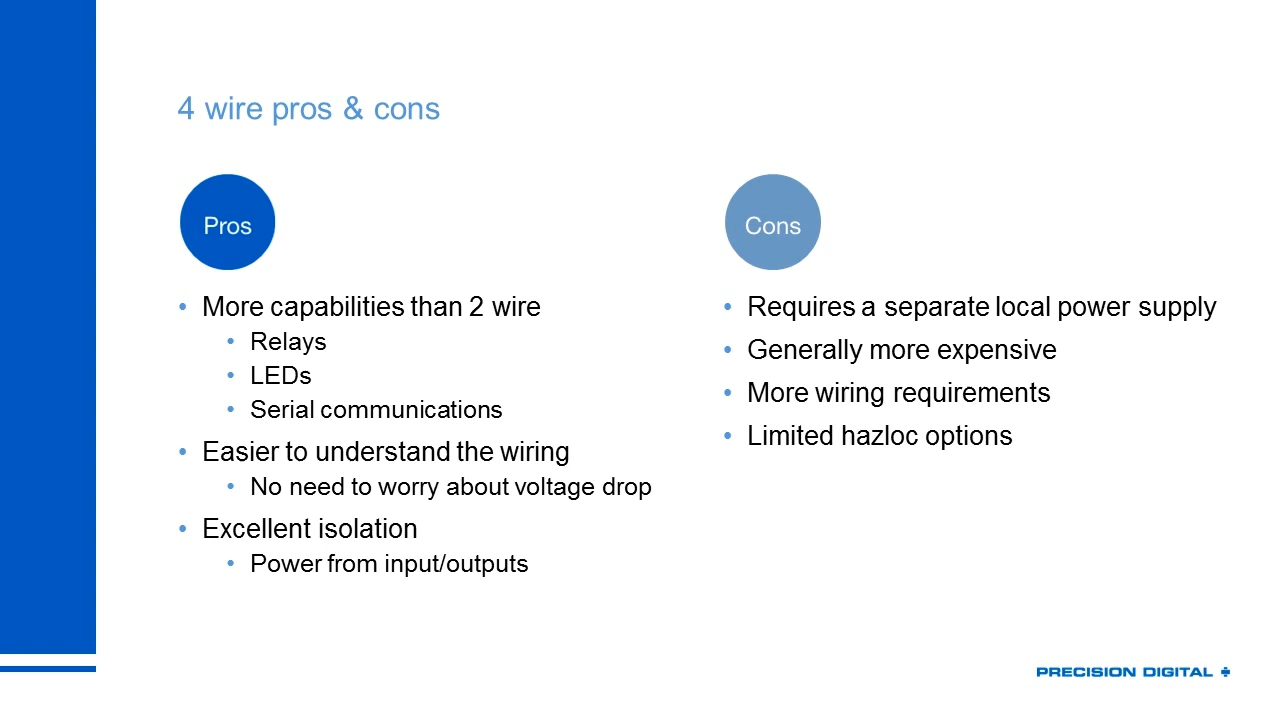 4 wire pros & cons
Pros
• More capabilities than 2 wire
• Relays
• LEDs
• Serial communications
• Easier to understand the wiring
• No need to worry about voltage drop
• Excellent isolation
• Power from input/outputs
Cons
• Requires a separate local power supply
• Generally more expensive
• More wiring requirements
• Limited hazloc options
PRECISION DIGITAL